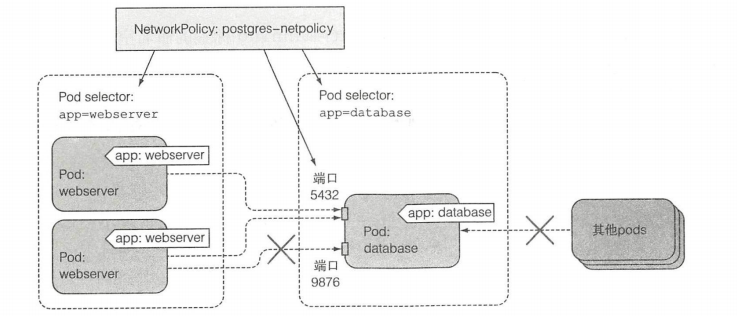 NetworkPolicy: postgres-netpolicy
Pod selector:
app=webserver
app: webserver
Pod:
webserver
app: webserver
Pod:
webserver
Pod selector:
app=database
端口
5432
app: database
Pod:
database
端口
9876
其他pods